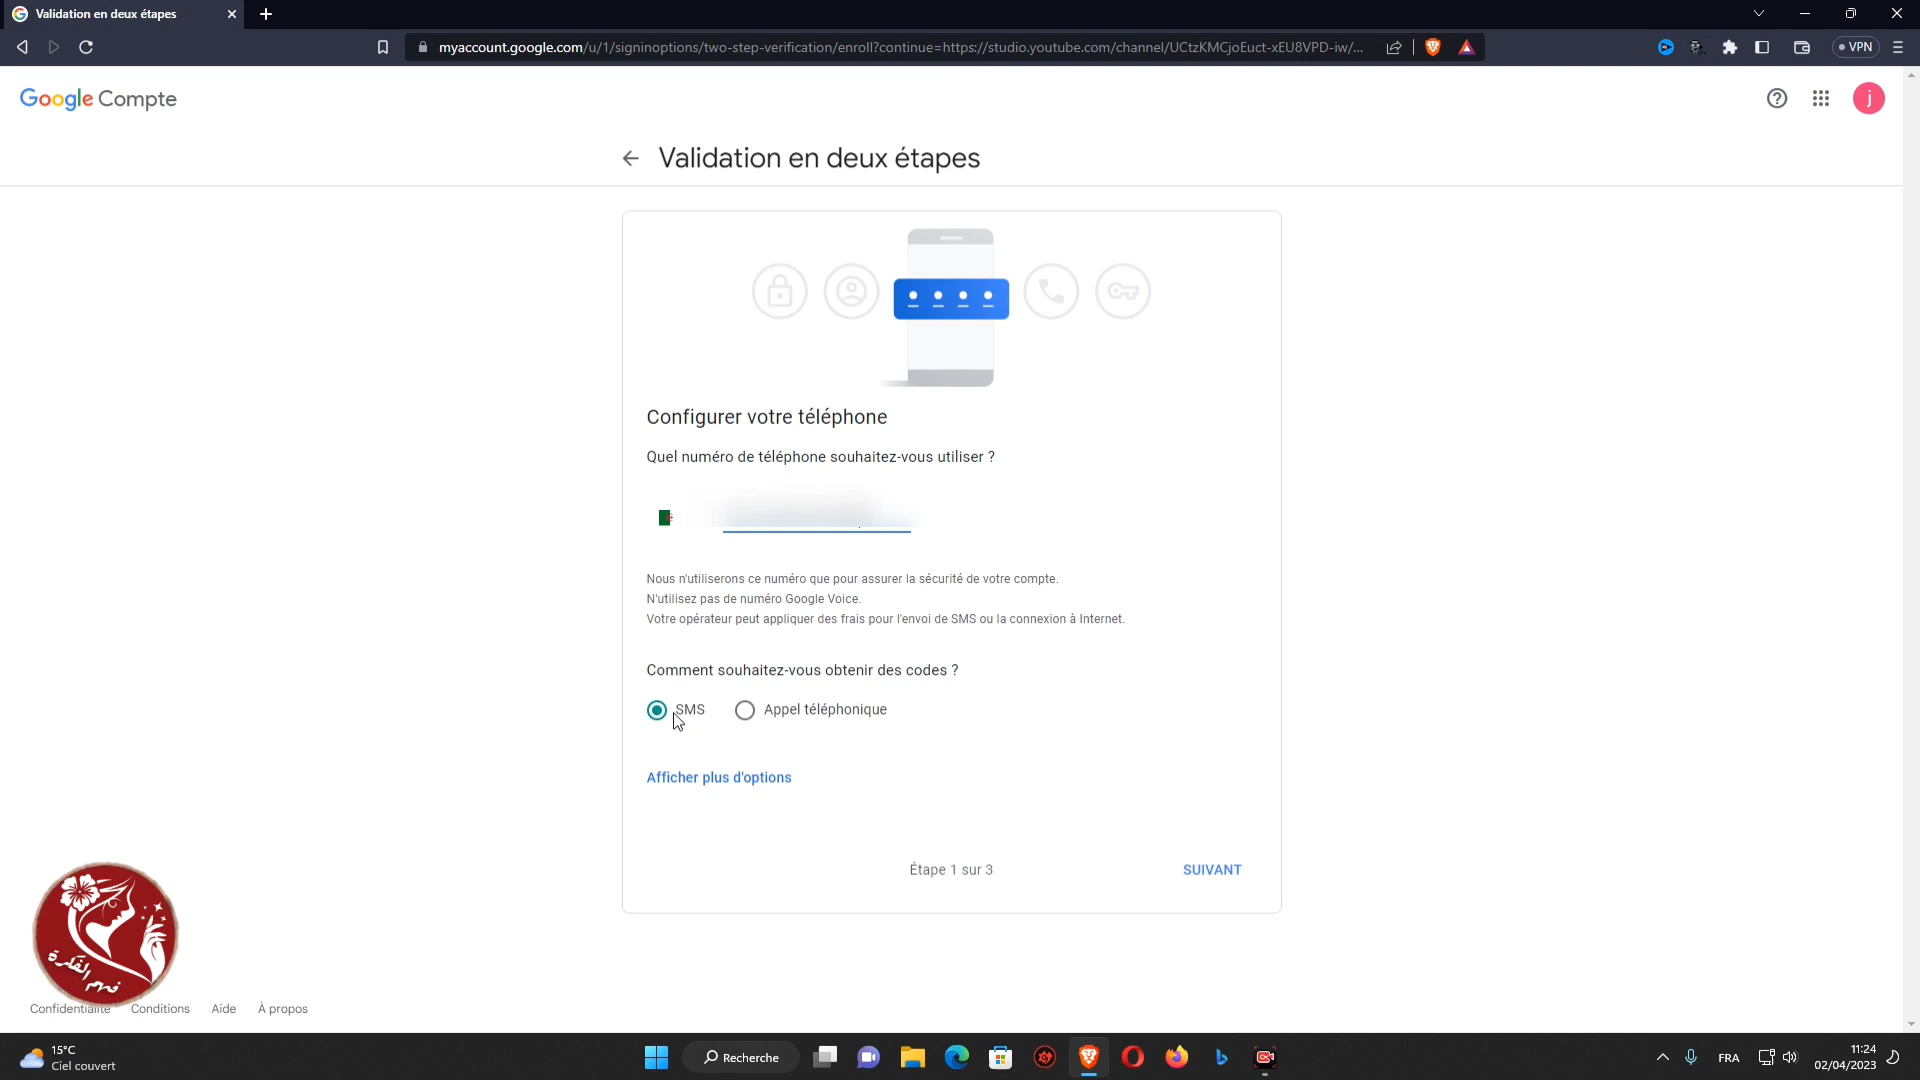 Validation en deux étapes
myaccount.google.com/u/1/signinoptions/two-step-verification/enroll?continue=https://studio.youtube.com/channel/UCtzKMCjoEuct-xEU8VPD-iw/...
VPN
Google Compte
j
Validation en deux étapes
Configurer votre téléphone
Quel numéro de téléphone souhaitez-vous utiliser ?
Nous n'utiliserons ce numéro que pour assurer la sécurité de votre compte.
N'utilisez pas de numéro Google Voice.
Votre opérateur peut appliquer des frais pour l'envoi de SMS ou la connexion à Internet.
Comment souhaitez-vous obtenir des codes ?
SMS Appel téléphonique
Afficher plus d'options
Étape 1 sur 3 SUIVANT
Confidentialité Conditions Aide À propos
15°C
Ciel couvert
Recherche
FRA
11:24
02/04/2023